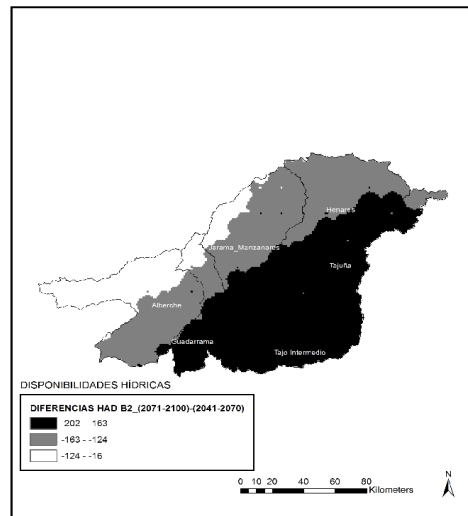 Henares
Jarama_Manzanares
Tajuña
Alberche
Guadarrama
Tajo Intermedio
DISPONIBILIDADES HÍDRICAS
DIFERENCIAS HAD B2_(2071-2100)-(2041-2070)
202 163
-163 - -124
-124 - -16
0 10 20 40 60 80
Kilometers
N